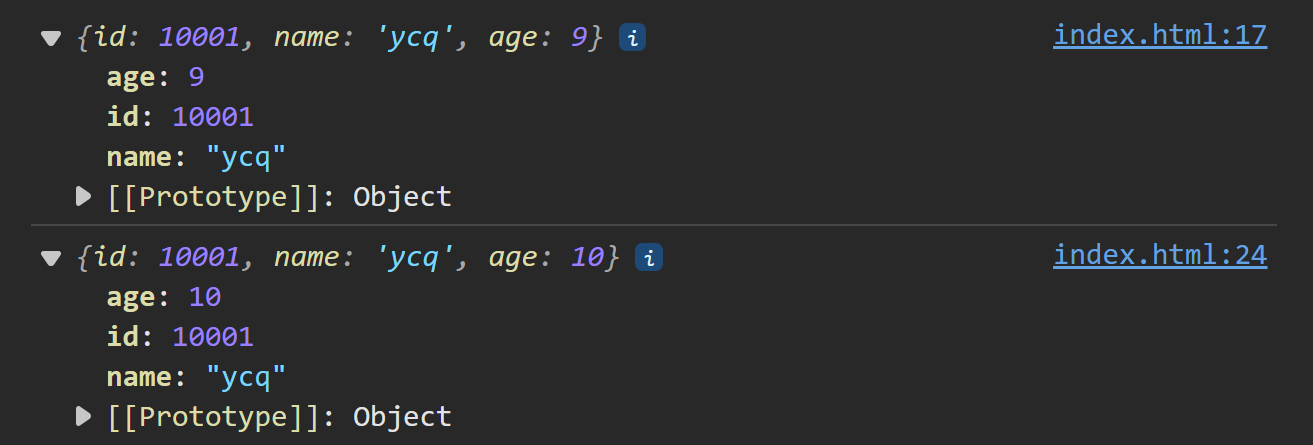 {id: 10001, name: 'ycq', age: 9} i index.html:17
age: 9
id: 10001
name: "ycq"
[[Prototype]]: Object
{id: 10001, name: 'ycq', age: 10} i index.html:24
age: 10
id: 10001
name: "ycq"
[[Prototype]]: Object